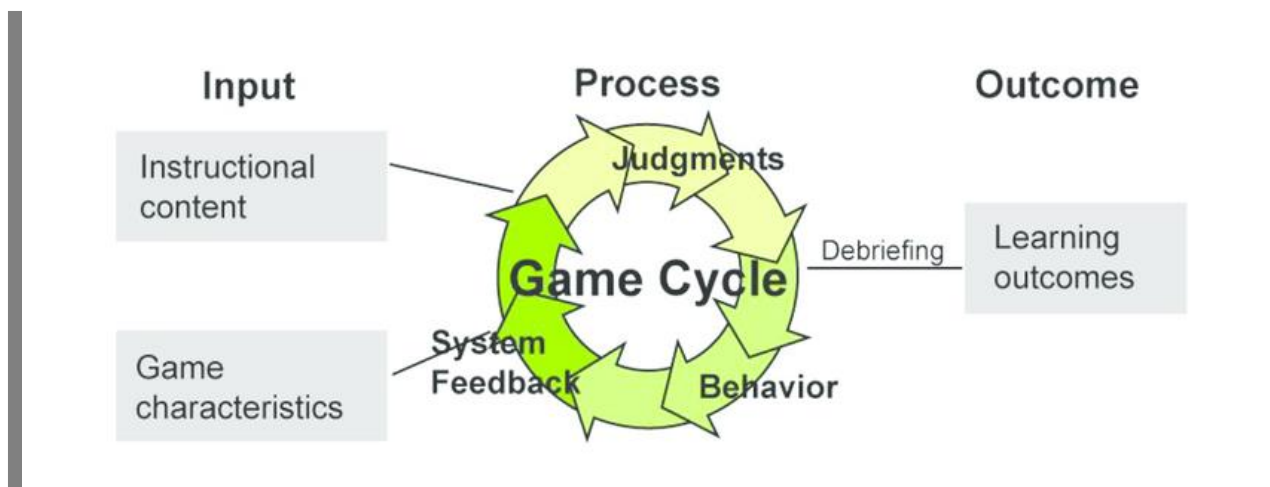 Input
Process
Outcome
Instructional
content
Judgments
Debriefing
Learning
outcomes
Game Cycle
System
Feedback
Behavior
Game
characteristics